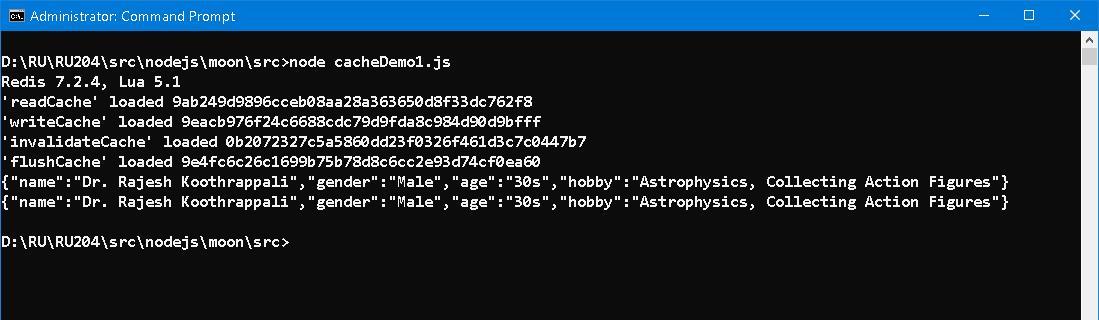 Administrator: Command Prompt
D:\RU\RU204\src\nodejs\moon\src>node cacheDemo1.js
Redis 7.2.4, Lua 5.1
'readCache' loaded 9ab249d9896cceb08aa28a363650d8f33dc762f8
'writeCache' loaded 9eacb976f24c6688cdc79d9fda8c984d90d9bfff
'invalidateCache' loaded 0b2072327c5a5860dd23f0326f461d3c7c0447b7
'flushCache' loaded 9e4fc6c26c1699b75b78d8c6cc2e93d74cf0ea60
{"name":"Dr. Rajesh Koothrappali","gender":"Male","age":"30s","hobby":"Astrophysics, Collecting Action Figures"}
{"name":"Dr. Rajesh Koothrappali","gender":"Male","age":"30s","hobby":"Astrophysics, Collecting Action Figures"}
D:\RU\RU204\src\nodejs\moon\src>